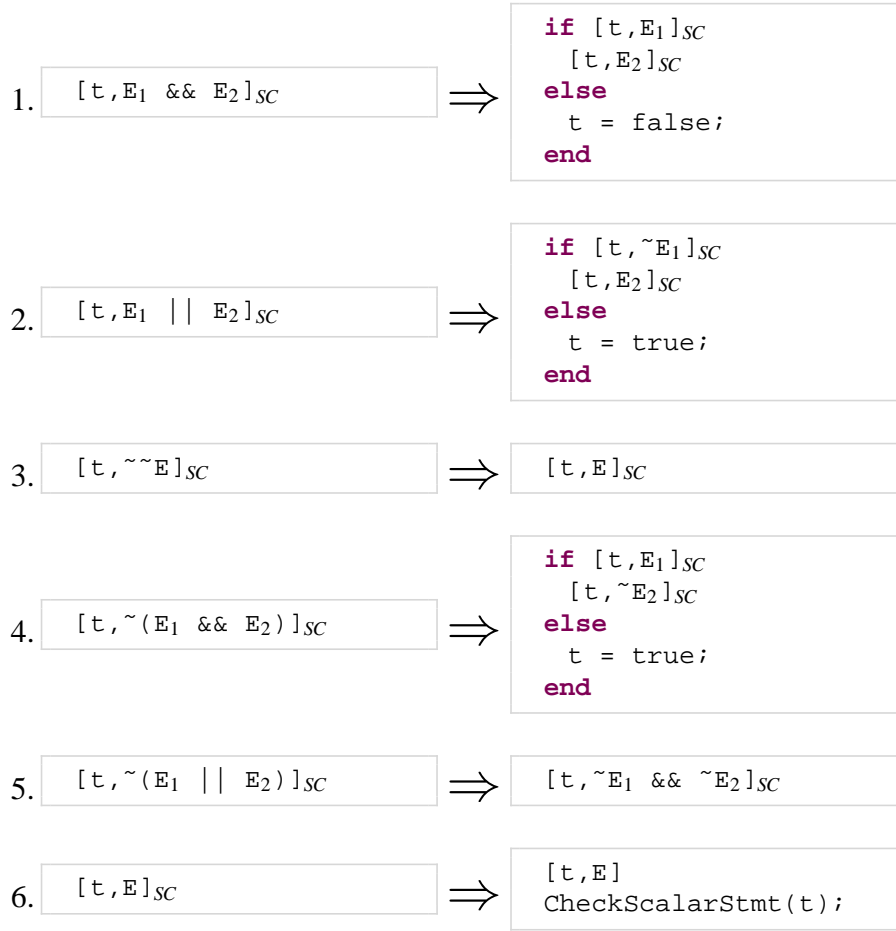 1. [t,E₁ && E₂]SC ⟹ if [t,E₁]SC
[t,E₂]SC
else
t = false;
end
2. [t,E₁ || E₂]SC ⟹ if [t,~E₁]SC
[t,E₂]SC
else
t = true;
end
3. [t,~~E]SC ⟹ [t,E]SC
4. [t,~(E₁ && E₂)]SC ⟹ if [t,E₁]SC
[t,~E₂]SC
else
t = true;
end
5. [t,~(E₁ || E₂)]SC ⟹ [t,~E₁ && ~E₂]SC
6. [t,E]SC ⟹ [t,E]
CheckScalarStmt(t);